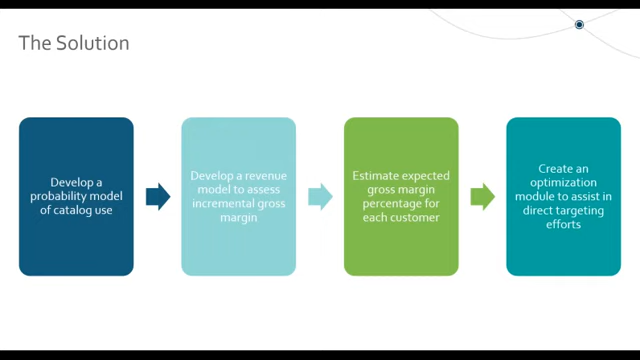 The Solution
Develop a
probability model
of catalog use
Develop a revenue
model to assess
incremental gross
margin
Estimate expected
gross margin
percentage for
each customer
Create an
optimization
module to assist in
direct targeting
efforts